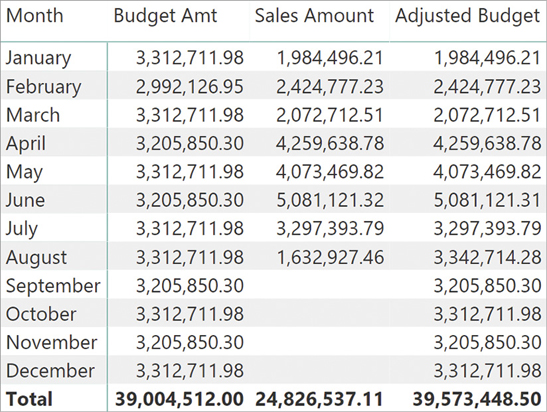 Month Budget Amt Sales Amount Adjusted Budget
January 3,312,711.98 1,984,496.21 1,984,496.21
February 2,992,126.95 2,424,777.23 2,424,777.23
March 3,312,711.98 2,072,712.51 2,072,712.51
April 3,205,850.30 4,259,638.78 4,259,638.78
May 3,312,711.98 4,073,469.82 4,073,469.82
June 3,205,850.30 5,081,121.32 5,081,121.31
July 3,312,711.98 3,297,393.79 3,297,393.79
August 3,312,711.98 1,632,927.46 3,342,714.28
September 3,205,850.30 3,205,850.30
October 3,312,711.98 3,312,711.98
November 3,205,850.30 3,205,850.30
December 3,312,711.98 3,312,711.98
Total 39,004,512.00 24,826,537.11 39,573,448.50